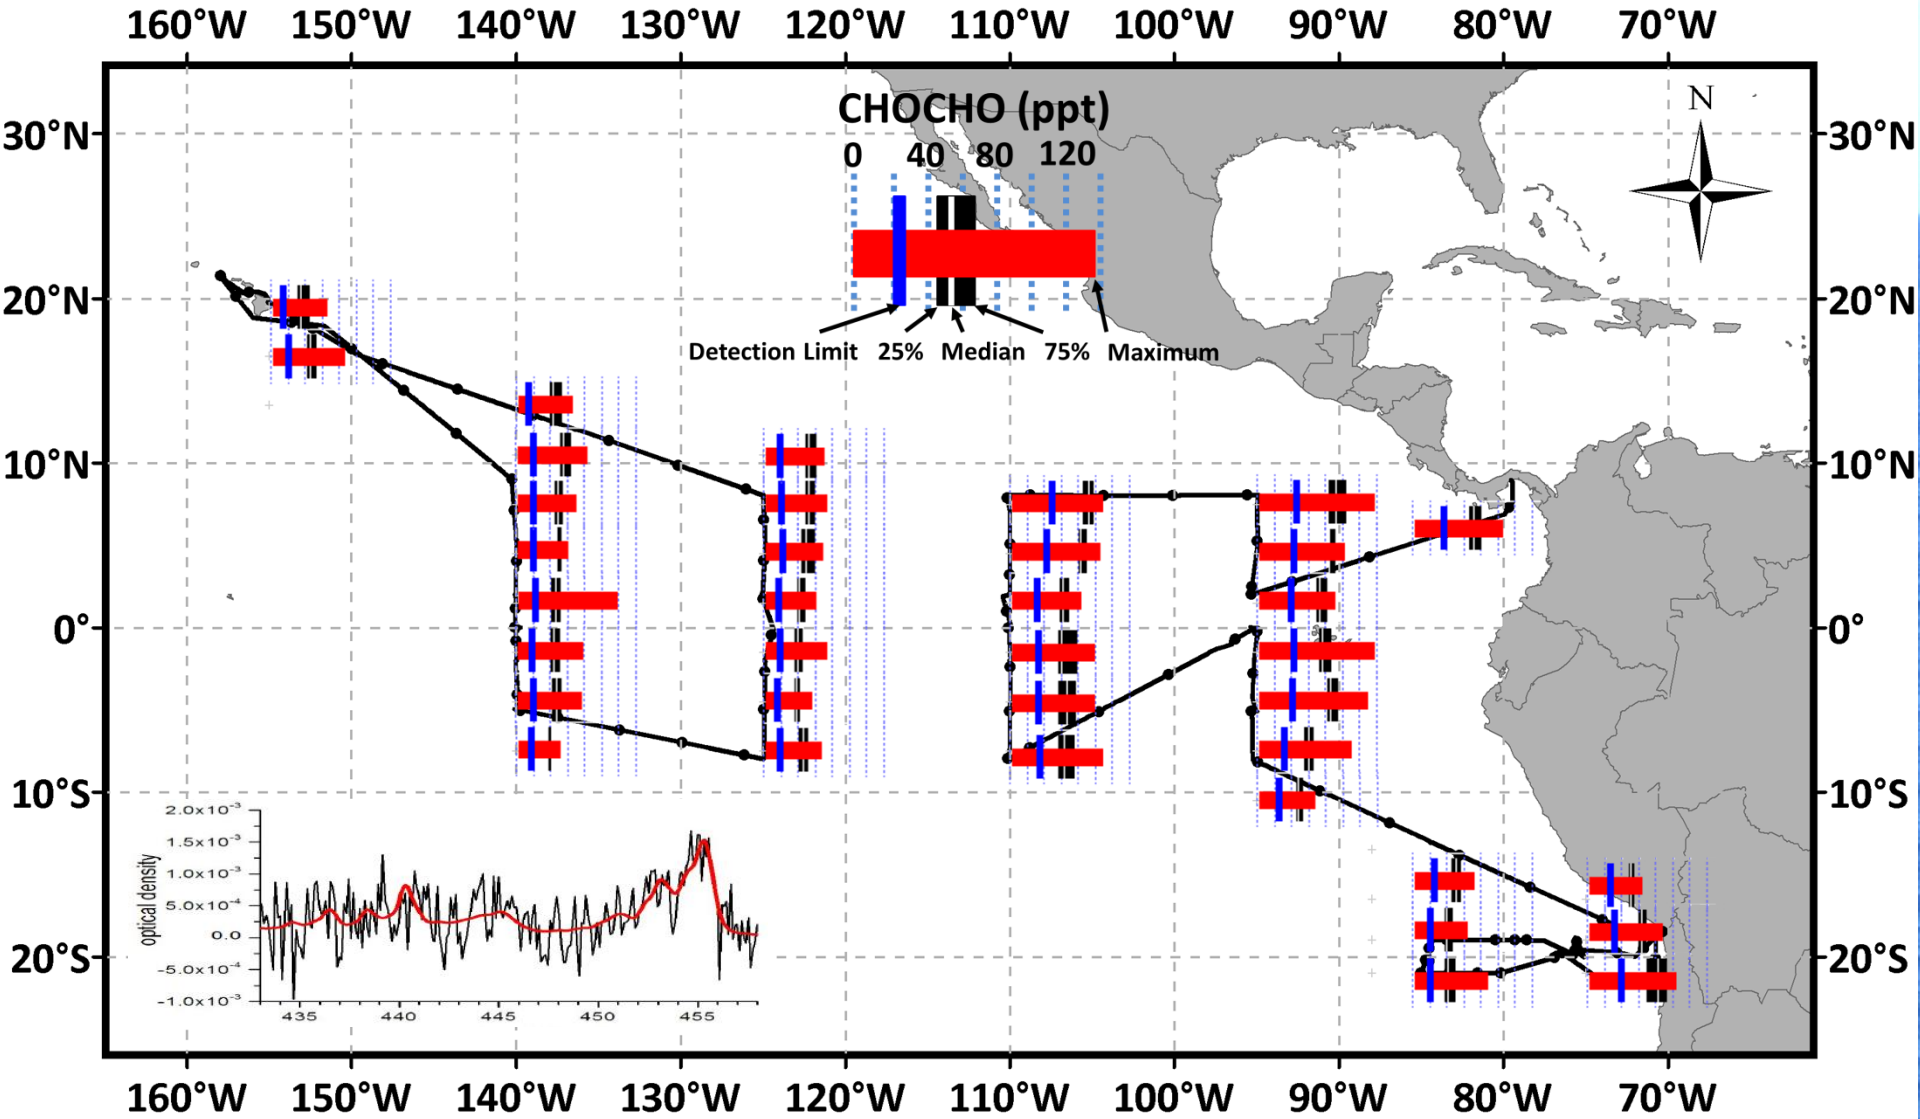 160°W 150°W 140°W 130°W 120°W 110°W 100°W 90°W 80°W 70°W
N
CHOCHO (ppt)
30°N 30°N
0 40 80 120
20°N 20°N
Detection Limit 25% Median 75% Maximum
10°N 10°N
0° 0°
10°S 10°S
2.0x10⁻³
1.5x10⁻³
1.0x10⁻³
5.0x10⁻⁴
0.0
-5.0x10⁻⁴
-1.0x10⁻³
optical density
435 440 445 450 455
20°S 20°S
160°W 150°W 140°W 130°W 120°W 110°W 100°W 90°W 80°W 70°W